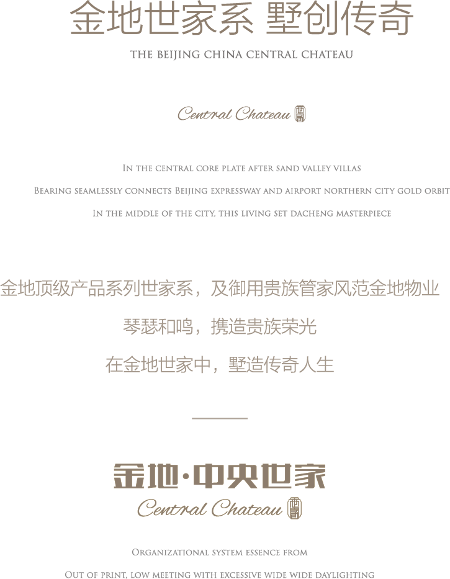 金地世家系 墅创传奇
THE BEIJING CHINA CENTRAL CHATEAU
Central Chateau
IN THE CENTRAL CORE PLATE AFTER SAND VALLEY VILLAS
BEARING SEAMLESSLY CONNECTS BEIJING EXPRESSWAY AND AIRPORT NORTHERN CITY GOLD ORBIT
IN THE MIDDLE OF THE CITY, THIS LIVING SET DACHENG MASTERPIECE
金地顶级产品系列世家系，及御用贵族管家风范金地物业
琴瑟和鸣，携造贵族荣光
在金地世家中，墅造传奇人生
金地·中央世家
Central Chateau
ORGANIZATIONAL SYSTEM ESSENCE FROM
OUT OF PRINT, LOW MEETING WITH EXCESSIVE WIDE WIDE DAYLIGHTING